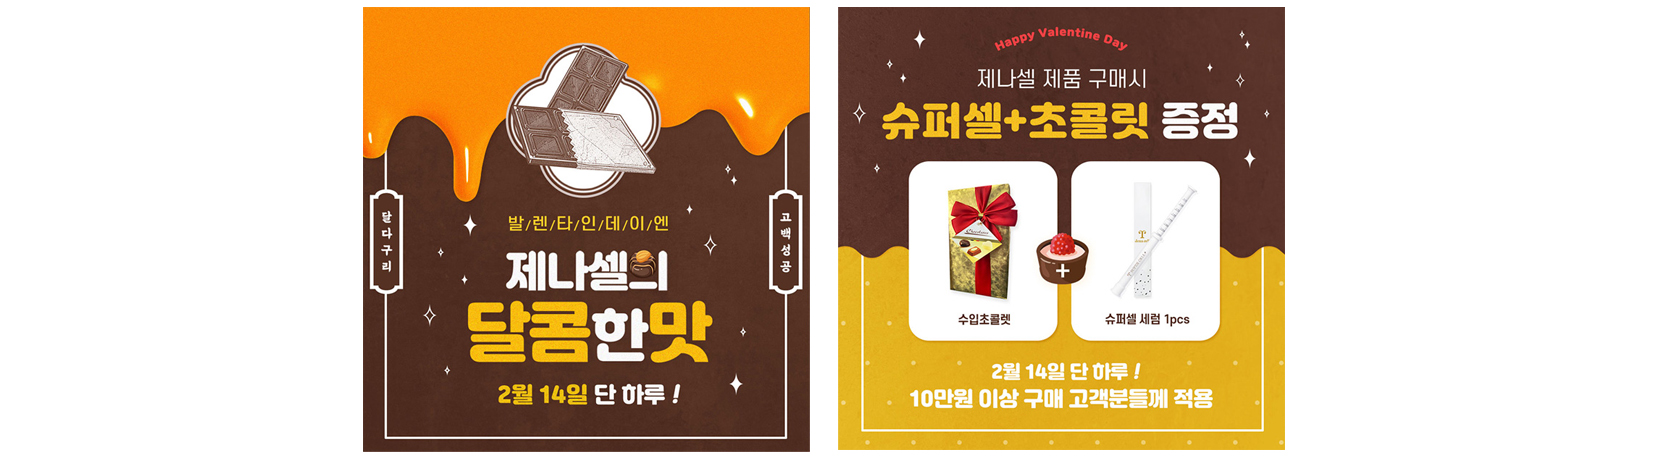 달다구리
고백성공
발/렌/타/인/데/이/엔
제나셀의
달콤한맛
2월 14일 단 하루 !
Happy Valentine Day
제나셀 제품 구매시
슈퍼셀+초콜릿 증정
+
수입초콜렛
슈퍼셀 세럼 1pcs
2월 14일 단 하루 !
10만원 이상 구매 고객분들께 적용